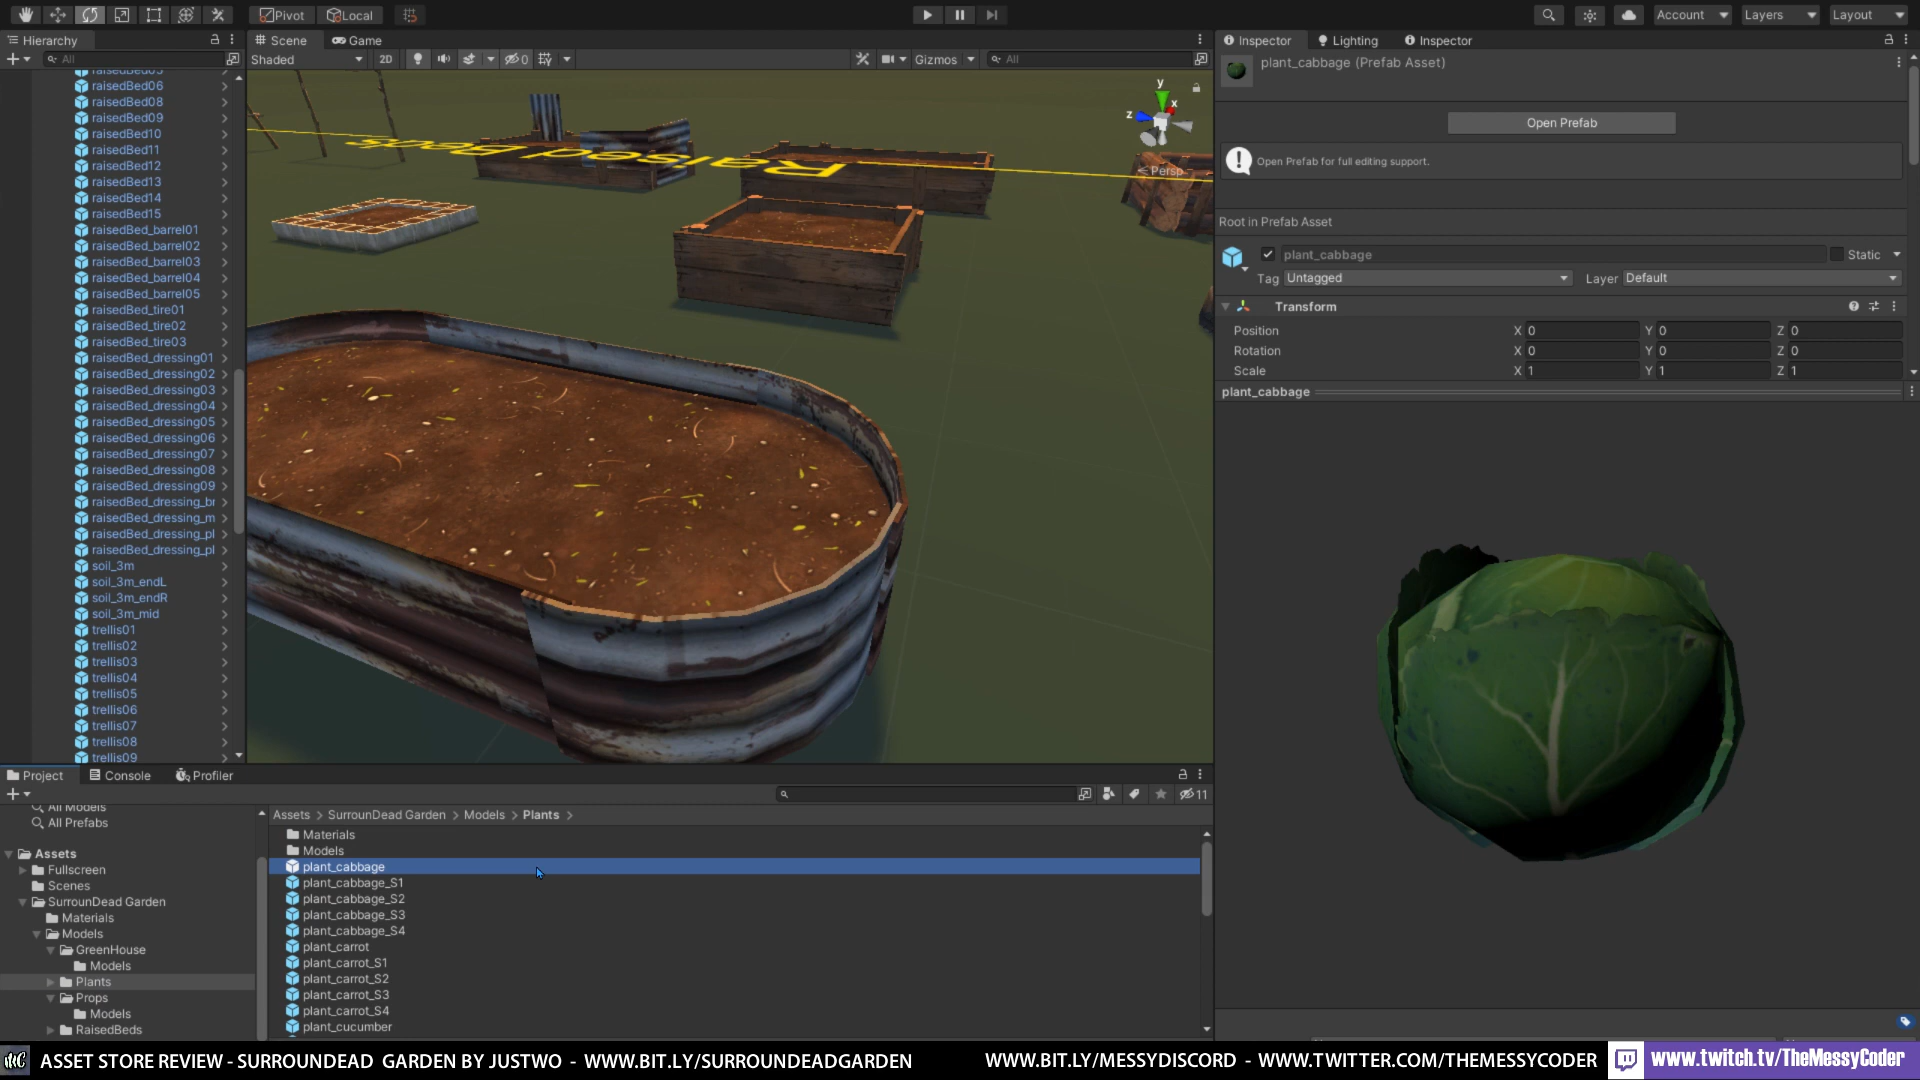 Pivot
Local
Account
Layers
Layout
Hierarchy
All
raisedBed05
raisedBed06
raisedBed08
raisedBed09
raisedBed10
raisedBed11
raisedBed12
raisedBed13
raisedBed14
raisedBed15
raisedBed_barrel01
raisedBed_barrel02
raisedBed_barrel03
raisedBed_barrel04
raisedBed_barrel05
raisedBed_tire01
raisedBed_tire02
raisedBed_tire03
raisedBed_dressing01
raisedBed_dressing02
raisedBed_dressing03
raisedBed_dressing04
raisedBed_dressing05
raisedBed_dressing06
raisedBed_dressing07
raisedBed_dressing08
raisedBed_dressing09
raisedBed_dressing_br
raisedBed_dressing_m
raisedBed_dressing_pl
raisedBed_dressing_pl
soil_3m
soil_3m_endL
soil_3m_endR
soil_3m_mid
trellis01
trellis02
trellis03
trellis04
trellis05
trellis06
trellis07
trellis08
trellis09
Scene
Game
Shaded
2D
0
Gizmos
All
Raised Beds
y
x
z
Persp
Inspector
Lighting
Inspector
plant_cabbage (Prefab Asset)
Open Prefab
Open Prefab for full editing support.
Root in Prefab Asset
plant_cabbage
Static
Tag Untagged
Layer Default
Transform
Position X 0 Y 0 Z 0
Rotation X 0 Y 0 Z 0
Scale X 1 Y 1 Z 1
plant_cabbage
Project
Console
Profiler
11
All Models
All Prefabs
Assets
Fullscreen
Scenes
SurrounDead Garden
Materials
Models
GreenHouse
Models
Plants
Props
Models
RaisedBeds
Assets > SurrounDead Garden > Models > Plants >
Materials
Models
plant_cabbage
plant_cabbage_S1
plant_cabbage_S2
plant_cabbage_S3
plant_cabbage_S4
plant_carrot
plant_carrot_S1
plant_carrot_S2
plant_carrot_S3
plant_carrot_S4
plant_cucumber
ASSET STORE REVIEW - SURROUNDEAD GARDEN BY JUSTWO - WWW.BIT.LY/SURROUNDEADGARDEN
WWW.BIT.LY/MESSYDISCORD - WWW.TWITTER.COM/THEMESSYCODER
www.twitch.tv/TheMessyCoder